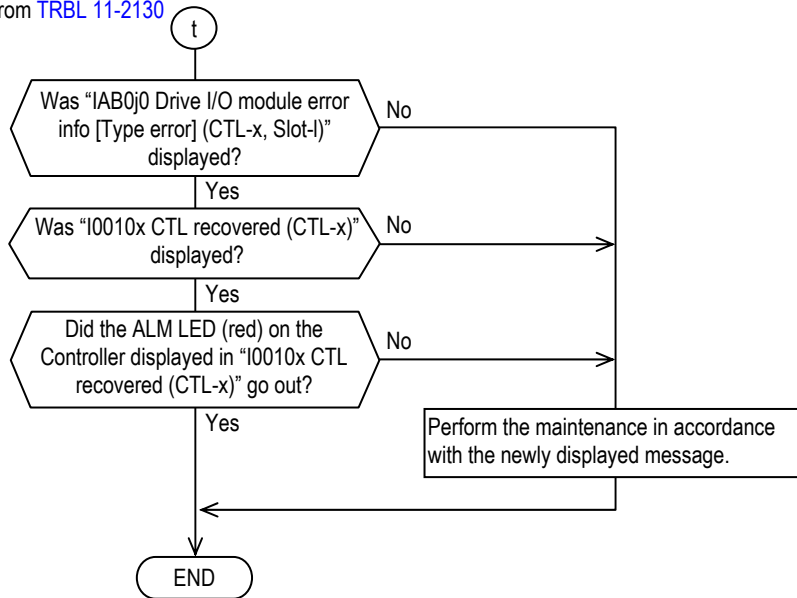 rom TRBL 11-2130
t
Was “IAB0j0 Drive I/O module error
info [Type error] (CTL-x, Slot-l)”
displayed?
No
Yes
Was “I0010x CTL recovered (CTL-x)”
displayed?
No
Yes
Did the ALM LED (red) on the
Controller displayed in “I0010x CTL
recovered (CTL-x)” go out?
No
Yes
Perform the maintenance in accordance
with the newly displayed message.
END